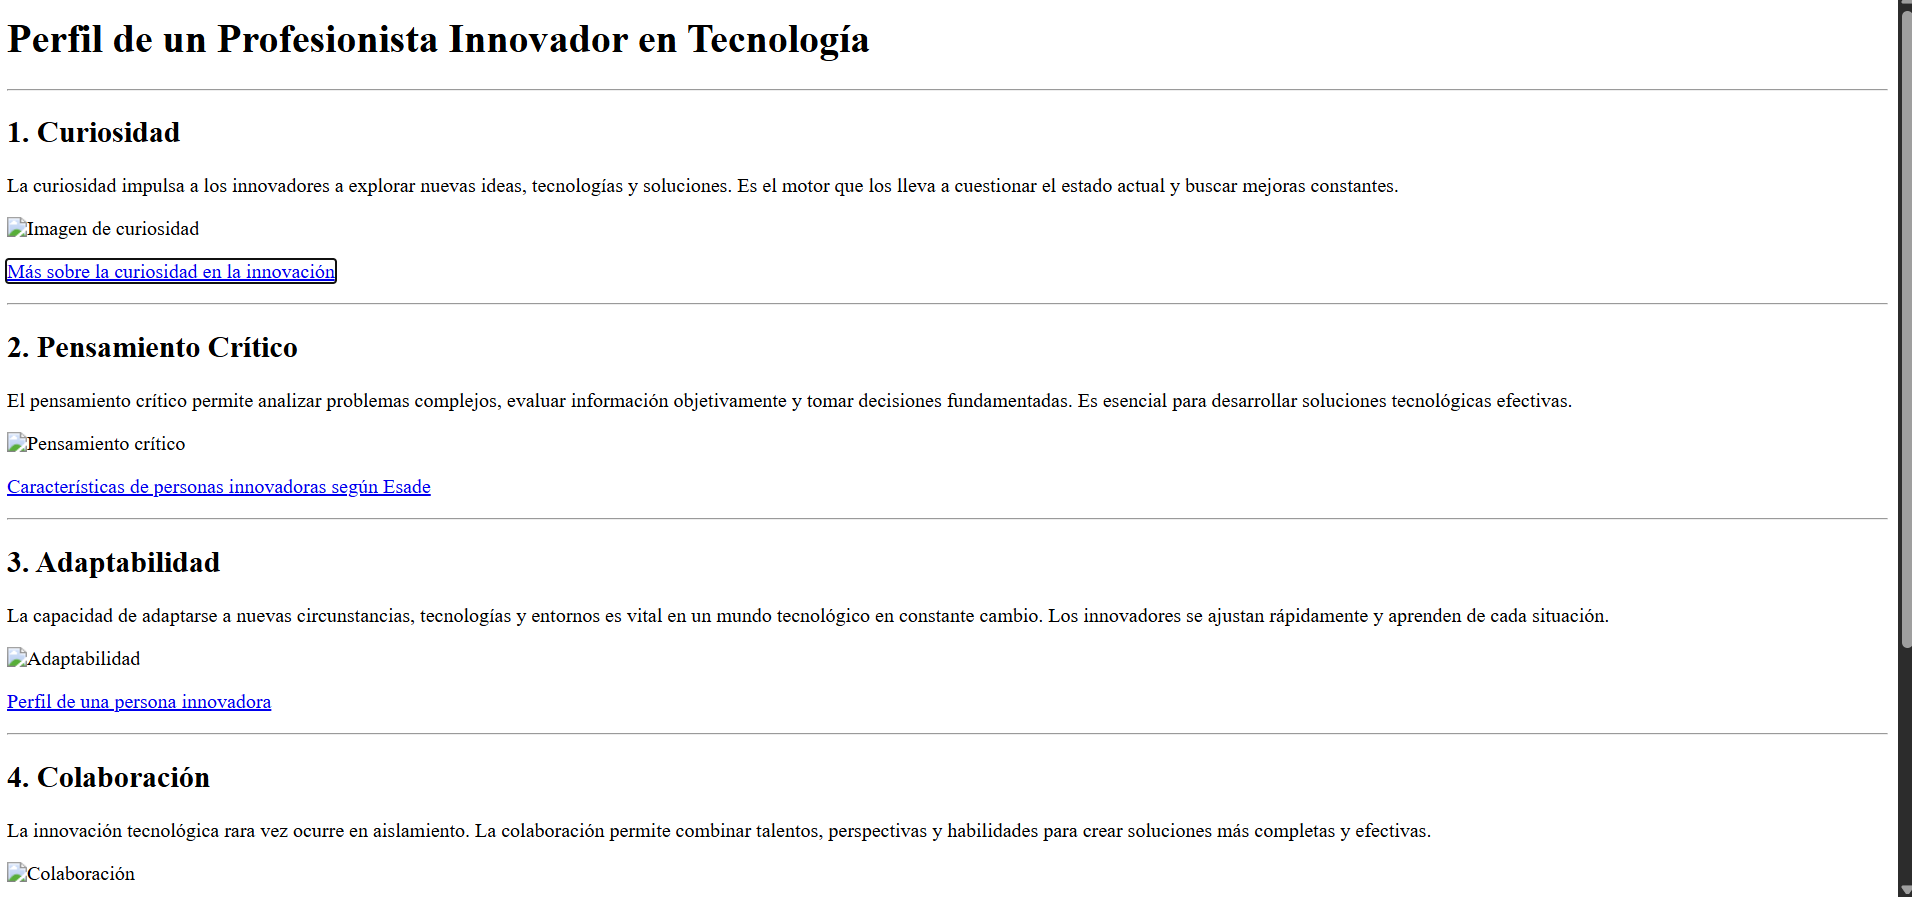 Perfil de un Profesionista Innovador en Tecnología
1. Curiosidad
La curiosidad impulsa a los innovadores a explorar nuevas ideas, tecnologías y soluciones. Es el motor que los lleva a cuestionar el estado actual y buscar mejoras constantes.
Imagen de curiosidad
Más sobre la curiosidad en la innovación
2. Pensamiento Crítico
El pensamiento crítico permite analizar problemas complejos, evaluar información objetivamente y tomar decisiones fundamentadas. Es esencial para desarrollar soluciones tecnológicas efectivas.
Pensamiento crítico
Características de personas innovadoras según Esade
3. Adaptabilidad
La capacidad de adaptarse a nuevas circunstancias, tecnologías y entornos es vital en un mundo tecnológico en constante cambio. Los innovadores se ajustan rápidamente y aprenden de cada situación.
Adaptabilidad
Perfil de una persona innovadora
4. Colaboración
La innovación tecnológica rara vez ocurre en aislamiento. La colaboración permite combinar talentos, perspectivas y habilidades para crear soluciones más completas y efectivas.
Colaboración